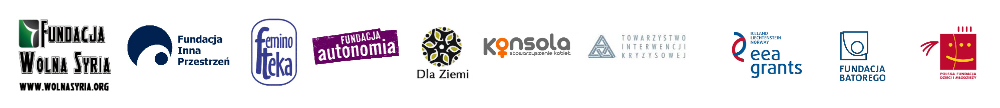 FUNDACJA
WOLNA SYRIA
WWW.WOLNASYRIA.ORG
Fundacja
Inna
Przestrzeń
femino
teka
FUNDACJA
autonomia
Dla Ziemi
Konsola
stowarzyszenie kobiet
TOWARZYSTWO
INTERWENCJI
KRYZYSOWEJ
ICELAND
LIECHTENSTEIN
NORWAY
eea
grants
FUNDACJA
BATOREGO
POLSKA FUNDACJA
DZIECI I MŁODZIEŻY